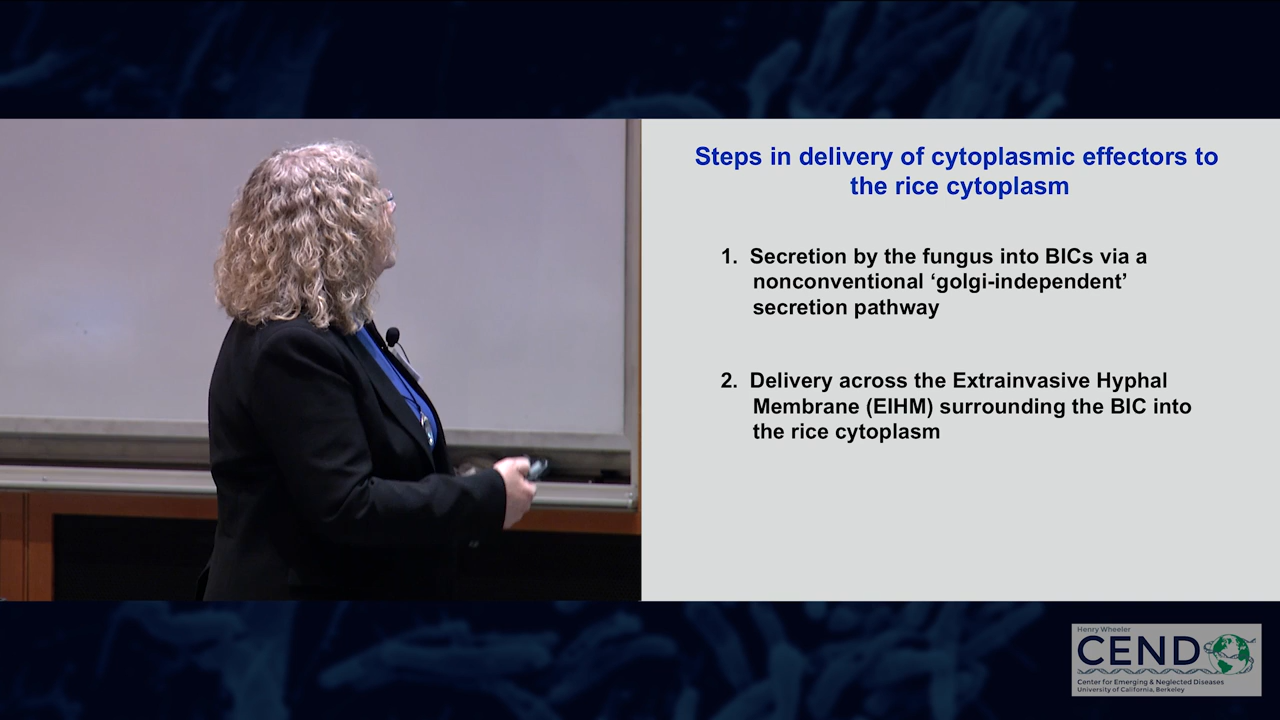 Steps in delivery of cytoplasmic effectors to
the rice cytoplasm
1. Secretion by the fungus into BICs via a
nonconventional ‘golgi-independent’
secretion pathway
2. Delivery across the Extrainvasive Hyphal
Membrane (EIHM) surrounding the BIC into
the rice cytoplasm
Henry Wheeler
CEND
Center for Emerging & Neglected Diseases
University of California, Berkeley